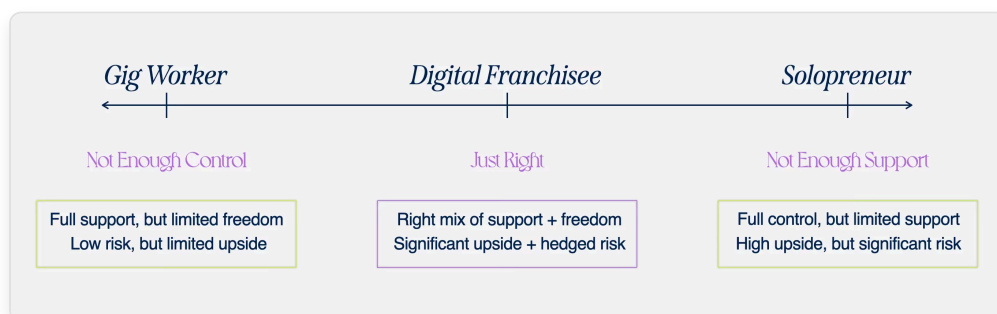 Gig Worker
Digital Franchisee
Solopreneur
Not Enough Control
Just Right
Not Enough Support
Full support, but limited freedom
Low risk, but limited upside
Right mix of support + freedom
Significant upside + hedged risk
Full control, but limited support
High upside, but significant risk